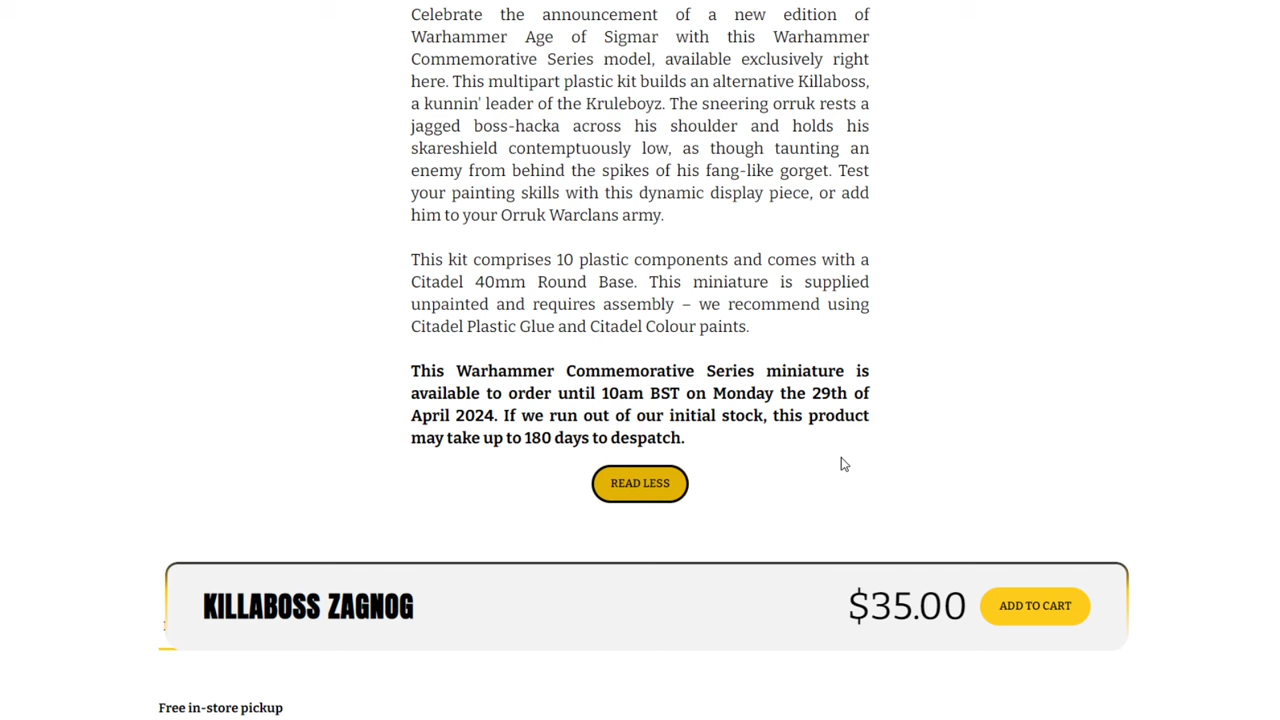 Celebrate the announcement of a new edition of
Warhammer Age of Sigmar with this Warhammer
Commemorative Series model, available exclusively right
here. This multipart plastic kit builds an alternative Killaboss,
a kunnin' leader of the Kruleboyz. The sneering orruk rests a
jagged boss-hacka across his shoulder and holds his
skareshield contemptuously low, as though taunting an
enemy from behind the spikes of his fang-like gorget. Test
your painting skills with this dynamic display piece, or add
him to your Orruk Warclans army.
This kit comprises 10 plastic components and comes with a
Citadel 40mm Round Base. This miniature is supplied
unpainted and requires assembly – we recommend using
Citadel Plastic Glue and Citadel Colour paints.
This Warhammer Commemorative Series miniature is
available to order until 10am BST on Monday the 29th of
April 2024. If we run out of our initial stock, this product
may take up to 180 days to despatch.
READ LESS
KILLABOSS ZAGNOG
$35.00
ADD TO CART
Free in-store pickup